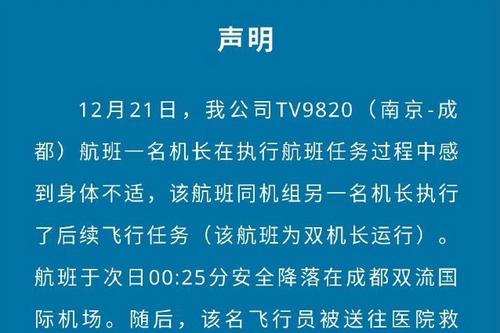 声明
12月21日，我公司TV9820（南京-成
都）航班一名机长在执行航班任务过程中感
到身体不适，该航班同机组另一名机长执行
了后续飞行任务（该航班为双机长运行）。
航班于次日00:25分安全降落在成都双流国
际机场。随后，该名飞行员被送往医院救